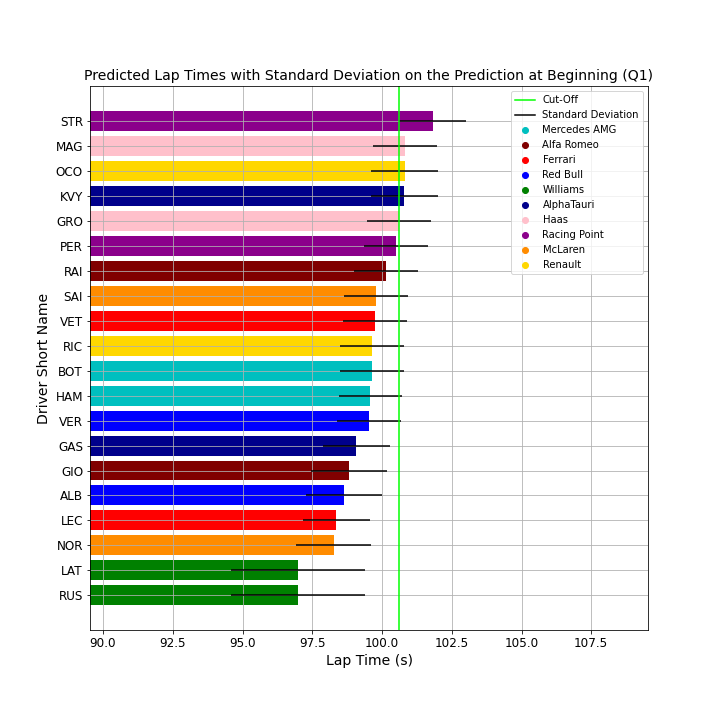 Predicted Lap Times with Standard Deviation on the Prediction at Beginning (Q1)
Cut-Off
Standard Deviation
Mercedes AMG
Alfa Romeo
Ferrari
Red Bull
Williams
AlphaTauri
Haas
Racing Point
McLaren
Renault
Driver Short Name
STR
MAG
OCO
KVY
GRO
PER
RAI
SAI
VET
RIC
BOT
HAM
VER
GAS
GIO
ALB
LEC
NOR
LAT
RUS
90.0 92.5 95.0 97.5 100.0 102.5 105.0 107.5
Lap Time (s)